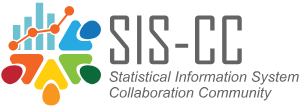 SIS-CC
Statistical Information System
Collaboration Community